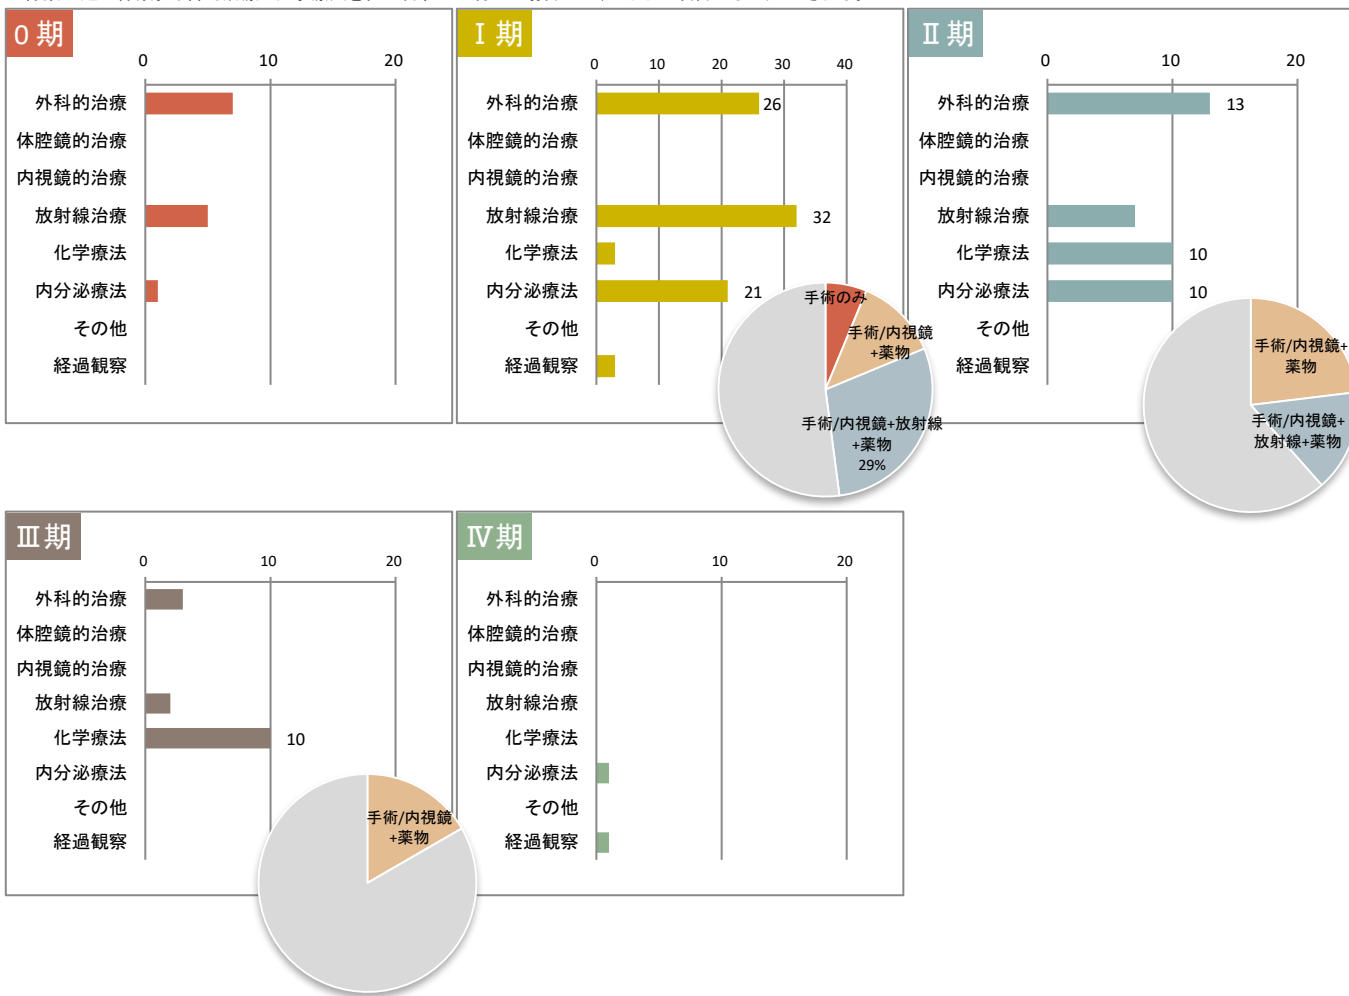 0期
0 10 20
外科的治療
体腔鏡的治療
内視鏡的治療
放射線治療
化学療法
内分泌療法
その他
経過観察
Ⅰ期
0 10 20 30 40
外科的治療 26
体腔鏡的治療
内視鏡的治療
放射線治療 32
化学療法
内分泌療法 21
その他
経過観察
手術のみ
手術/内視鏡
+薬物
手術/内視鏡+放射線
+薬物
29%
Ⅱ期
0 10 20
外科的治療 13
体腔鏡的治療
内視鏡的治療
放射線治療
化学療法 10
内分泌療法 10
その他
経過観察
手術/内視鏡+
薬物
手術/内視鏡+
放射線+薬物
Ⅲ期
0 10 20
外科的治療
体腔鏡的治療
内視鏡的治療
放射線治療
化学療法 10
内分泌療法
その他
経過観察
手術/内視鏡
+薬物
Ⅳ期
0 10 20
外科的治療
体腔鏡的治療
内視鏡的治療
放射線治療
化学療法
内分泌療法
その他
経過観察